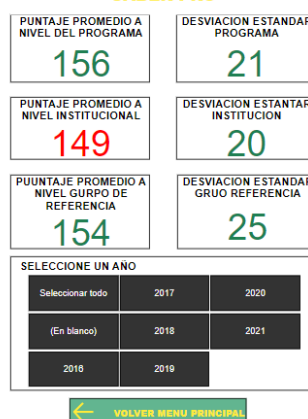 PUNTAJE PROMEDIO A
NIVEL DEL PROGRAMA
156
DESVIACION ESTANDAR
PROGRAMA
21
PUNTAJE PROMEDIO A
NIVEL INSTITUCIONAL
149
DESVIACION ESTANTAR
INSTITUCION
20
PUUNTAJE PROMEDIO A
NIVEL GURPO DE
REFERENCIA
154
DESVIACION ESTANDAR
GRUO REFERENCIA
25
SELECCIONE UN AÑO
Seleccionar todo
2017
2020
(En blanco)
2018
2021
2016
2019
VOLVER MENU PRINCIPAL